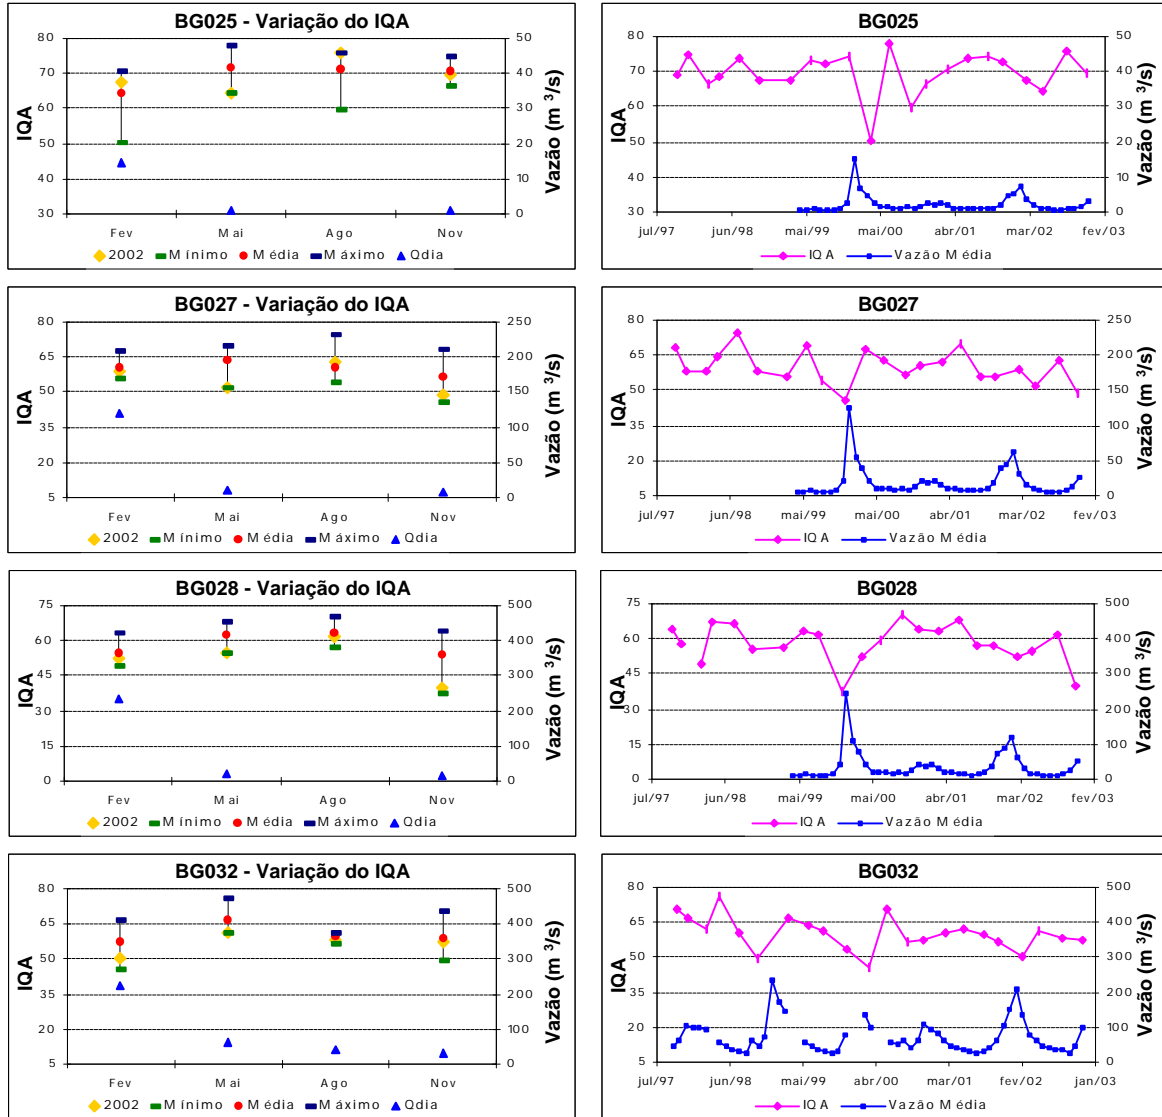 BG025 - Variação do IQA
80
70
60
50
40
30
IQA
50
40
30
20
10
0
Vazão (m ³/s)
Fev Mai Ago Nov
2002 Mínimo Média Máximo Qdia
BG025
80
70
60
50
40
30
IQA
50
40
30
20
10
0
Vazão (m ³/s)
jul/97 jun/98 mai/99 mai/00 abr/01 mar/02 fev/03
IQA Vazão Média
BG027 - Variação do IQA
80
65
50
35
20
5
IQA
250
200
150
100
50
0
Vazão (m ³/s)
Fev Mai Ago Nov
2002 Mínimo Média Máximo Qdia
BG027
80
65
50
35
20
5
IQA
250
200
150
100
50
0
Vazão (m ³/s)
jul/97 jun/98 mai/99 mai/00 abr/01 mar/02 fev/03
IQA Vazão Média
BG028 - Variação do IQA
75
60
45
30
15
0
IQA
500
400
300
200
100
0
Vazão (m ³/s)
Fev Mai Ago Nov
2002 Mínimo Média Máximo Qdia
BG028
75
60
45
30
15
0
IQA
500
400
300
200
100
0
Vazão (m ³/s)
jul/97 jun/98 mai/99 mai/00 abr/01 mar/02 fev/03
IQA Vazão Média
BG032 - Variação do IQA
80
65
50
35
20
5
IQA
500
400
300
200
100
0
Vazão (m ³/s)
Fev Mai Ago Nov
2002 Mínimo Média Máximo Qdia
BG032
80
65
50
35
20
5
IQA
500
400
300
200
100
0
Vazão (m ³/s)
jul/97 jun/98 mai/99 abr/00 mar/01 fev/02 jan/03
IQA Vazão Média